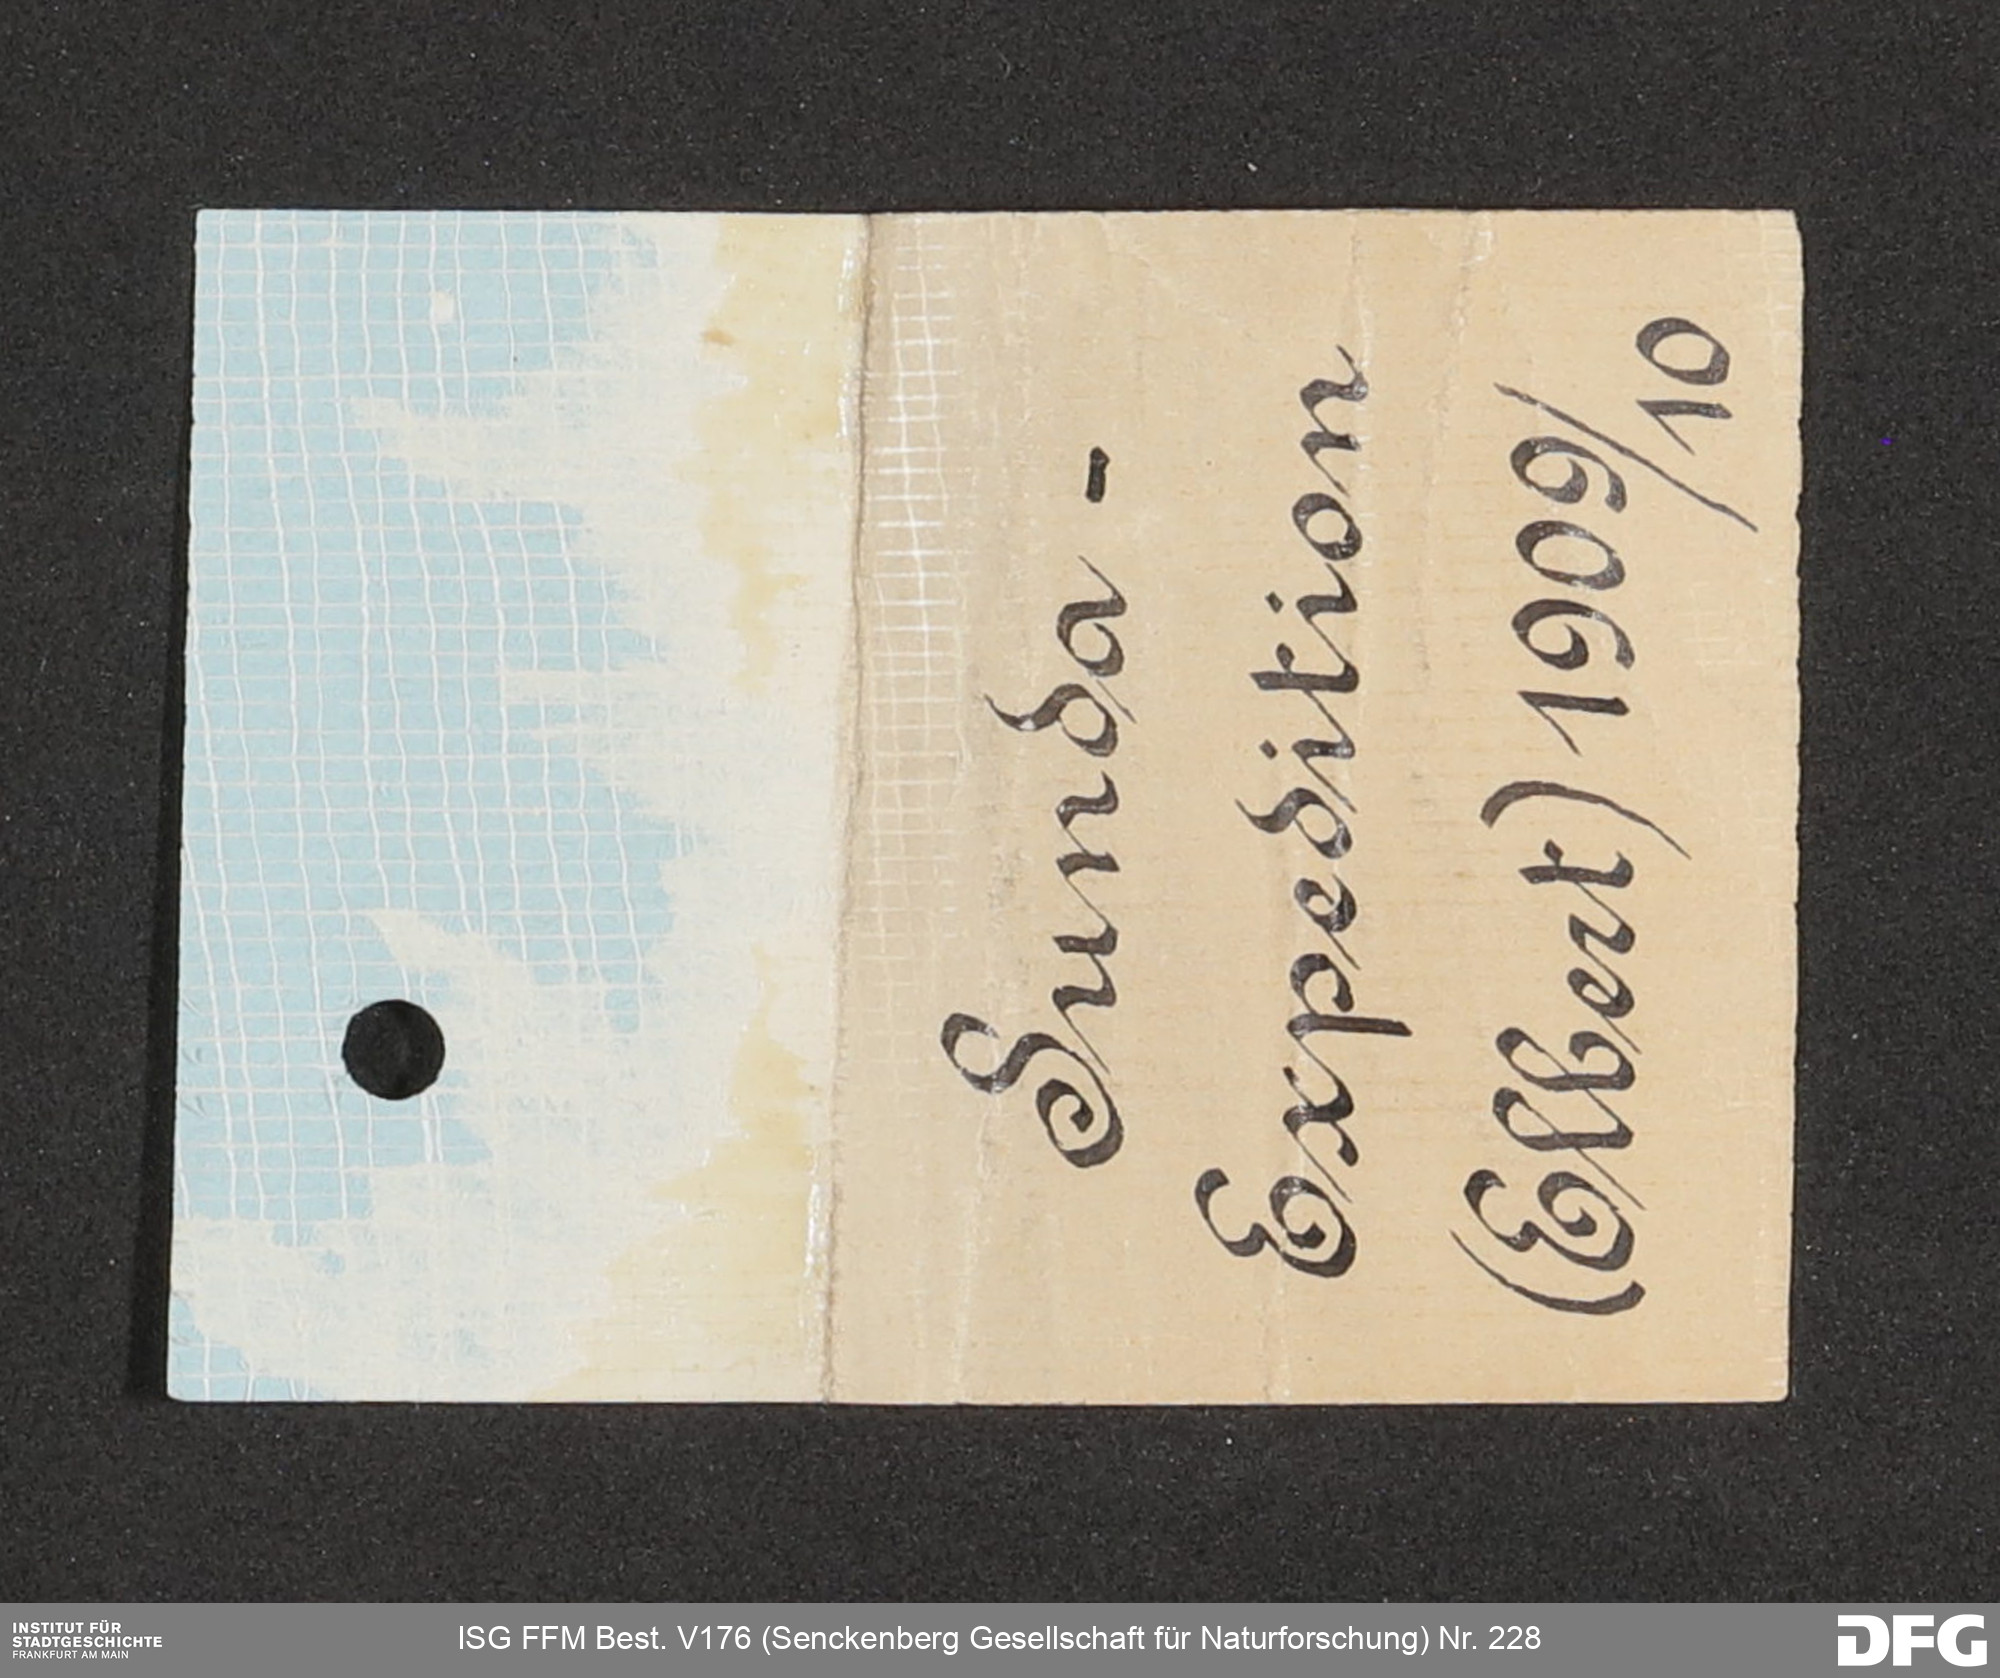 Sunda -
Expedition
(Elbert) 1909/10
INSTITUT FÜR
STADTGESCHICHTE
FRANKFURT AM MAIN
ISG FFM Best. V176 (Senckenberg Gesellschaft für Naturforschung) Nr. 228
DFG